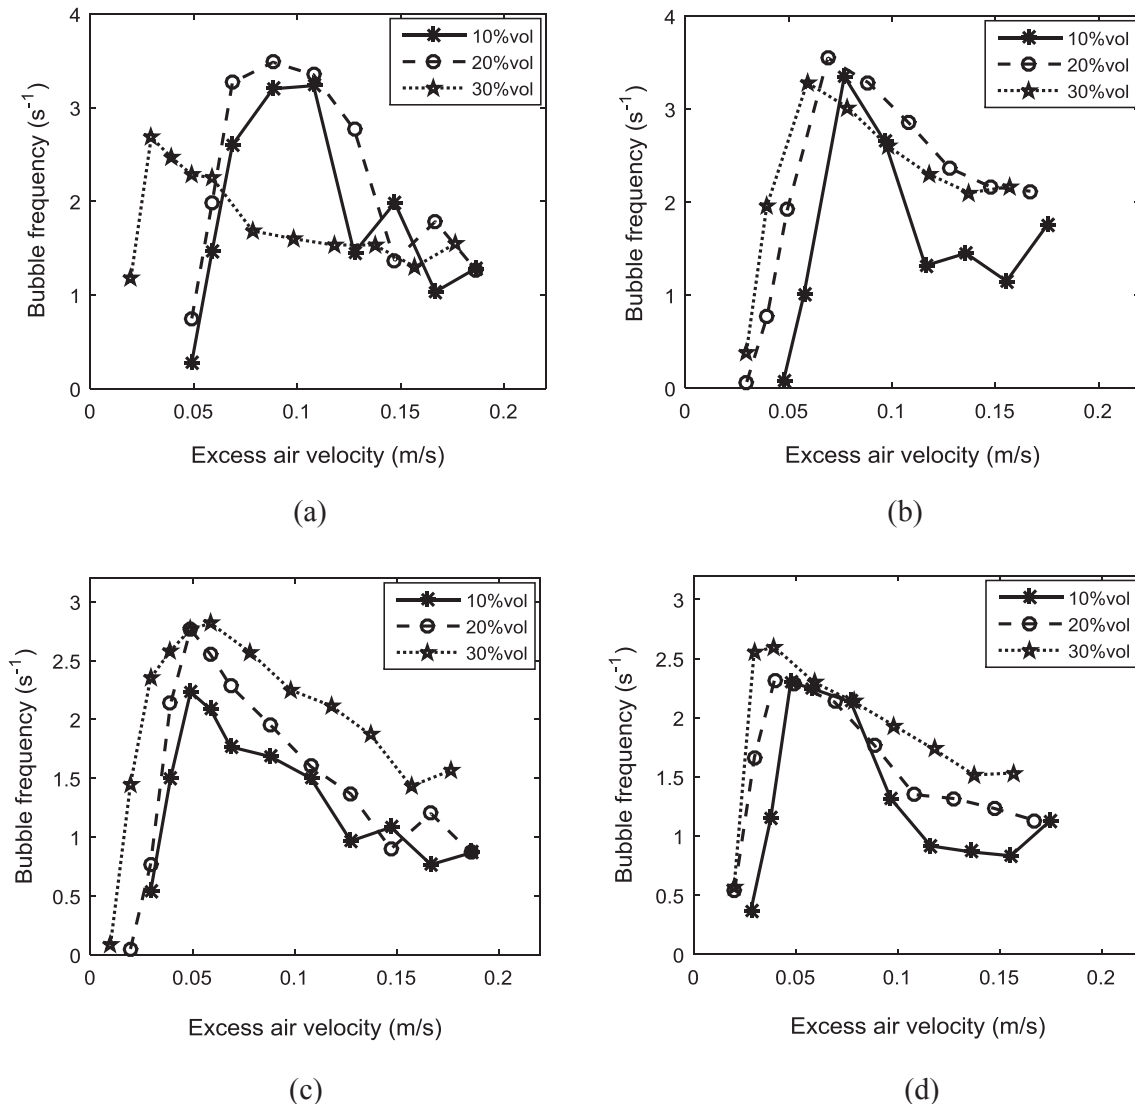 4
3
2
1
0
0
0.05
0.1
0.15
0.2
Bubble frequency (s-1)
Excess air velocity (m/s)
10%vol
20%vol
30%vol
(a)
4
3
2
1
0
0
0.05
0.1
0.15
0.2
Bubble frequency (s-1)
Excess air velocity (m/s)
10%vol
20%vol
30%vol
(b)
3
2.5
2
1.5
1
0.5
0
0
0.05
0.1
0.15
0.2
Bubble frequency (s-1)
Excess air velocity (m/s)
10%vol
20%vol
30%vol
(c)
3
2.5
2
1.5
1
0.5
0
0
0.05
0.1
0.15
0.2
Bubble frequency (s-1)
Excess air velocity (m/s)
10%vol
20%vol
30%vol
(d)